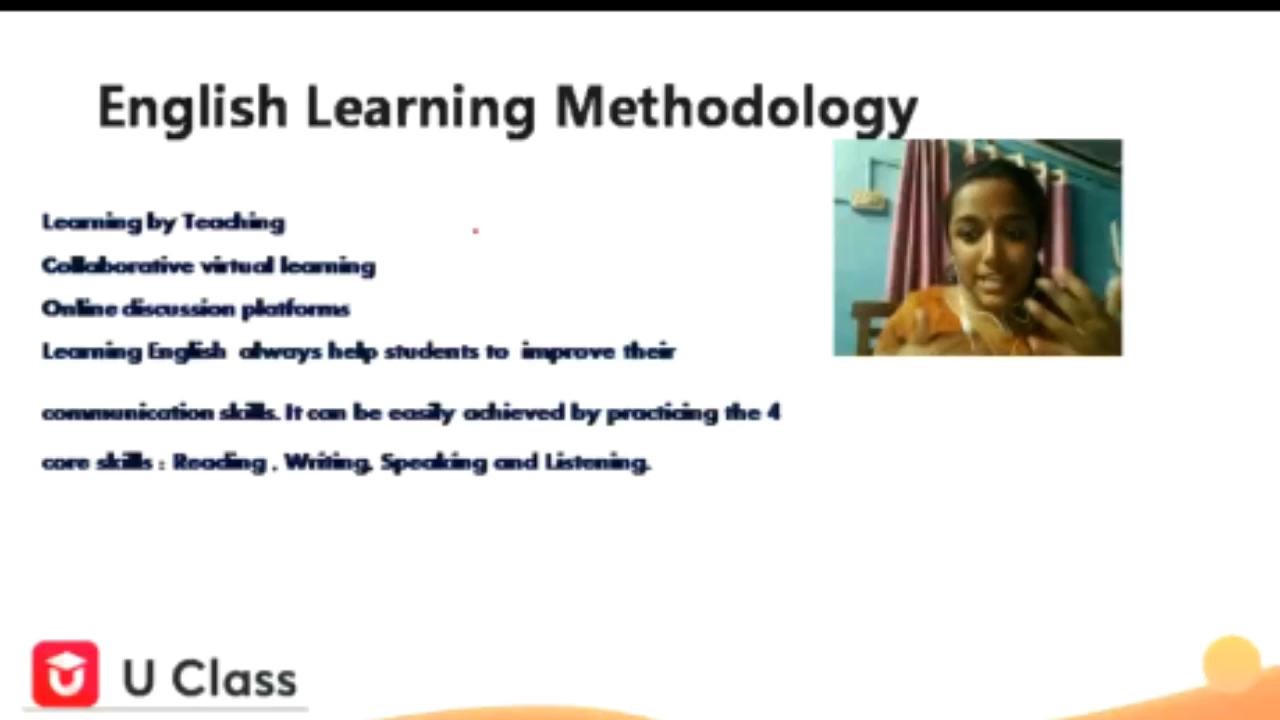 English Learning Methodology
Learning by Teaching
Collaborative virtual learning
Online discussion platforms
Learning English always help students to improve their
communication skills. It can be easily achieved by practicing the 4
core skills : Reading , Writing, Speaking and Listening.
U Class